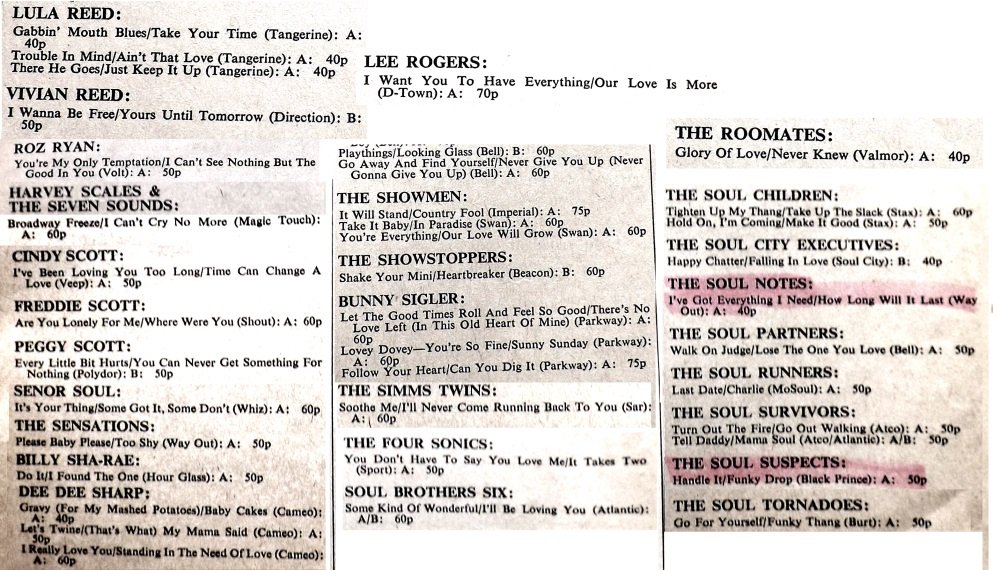 LULA REED:
Gabbin' Mouth Blues/Take Your Time (Tangerine): A:
40p
Trouble In Mind/Ain't That Love (Tangerine): A: 40p
There He Goes/Just Keep It Up (Tangerine): A: 40p
VIVIAN REED:
I Wanna Be Free/Yours Until Tomorrow (Direction): B:
50p
ROZ RYAN:
You're My Only Temptation/I Can't See Nothing But The
Good In You (Volt): A: 50p
HARVEY SCALES &
THE SEVEN SOUNDS:
Broadway Freeze/I Can't Cry No More (Magic Touch):
A: 60p
CINDY SCOTT:
I've Been Loving You Too Long/Time Can Change A
Love (Veep): A: 50p
FREDDIE SCOTT:
Are You Lonely For Me/Where Were You (Shout): A: 60p
PEGGY SCOTT:
Every Little Bit Hurts/You Can Never Get Something For
Nothing (Polydor): B: 50p
SENOR SOUL:
It's Your Thing/Some Got It, Some Don't (Whiz): A: 60p
THE SENSATIONS:
Please Baby Please/Too Shy (Way Out): A: 50p
BILLY SHA-RAE:
Do It/I Found The One (Hour Glass): A: 50p
DEE DEE SHARP:
Gravy (For My Mashed Potatoes)/Baby Cakes (Cameo):
A: 40p
Let's Twine/(That's What) My Mama Said (Cameo): A:
50p
I Really Love You/Standing In The Need Of Love (Cameo):
A: 60p
LEE ROGERS:
I Want You To Have Everything/Our Love Is More
(D-Town): A: 70p
Playthings/Looking Glass (Bell): B: 60p
Go Away And Find Yourself/Never Give You Up (Never
Gonna Give You Up) (Bell): A: 60p
THE SHOWMEN:
It Will Stand/Country Fool (Imperial): A: 75p
Take It Baby/In Paradise (Swan): A: 60p
You're Everything/Our Love Will Grow (Swan): A: 60p
THE SHOWSTOPPERS:
Shake Your Mini/Heartbreaker (Beacon): B: 60p
BUNNY SIGLER:
Let The Good Times Roll And Feel So Good/There's No
Love Left (In This Old Heart Of Mine) (Parkway): A:
60p
Lovey Dovey—You're So Fine/Sunny Sunday (Parkway):
A: 60p
Follow Your Heart/Can You Dig It (Parkway): A: 75p
THE SIMMS TWINS:
Soothe Me/I'll Never Come Running Back To You (Sar):
A: 60p
THE FOUR SONICS:
You Don't Have To Say You Love Me/It Takes Two
(Sport): A: 50p
SOUL BROTHERS SIX:
Some Kind Of Wonderful/I'll Be Loving You (Atlantic):
A/B: 60p
THE ROOMATES:
Glory Of Love/Never Knew (Valmor): A: 40p
THE SOUL CHILDREN:
Tighten Up My Thang/Take Up The Slack (Stax): A: 60p
Hold On, I'm Coming/Make It Good (Stax): A: 50p
THE SOUL CITY EXECUTIVES:
Happy Chatter/Falling In Love (Soul City): B: 40p
THE SOUL NOTES:
I've Got Everything I Need/How Long Will It Last (Way
Out): A: 40p
THE SOUL PARTNERS:
Walk On Judge/Lose The One You Love (Bell): A: 50p
THE SOUL RUNNERS:
Last Date/Charlie (MoSoul): A: 50p
THE SOUL SURVIVORS:
Turn Out The Fire/Go Out Walking (Atco): A: 50p
Tell Daddy/Mama Soul (Atco/Atlantic): A/B: 50p
THE SOUL SUSPECTS:
Handle It/Funky Drop (Black Prince): A: 50p
THE SOUL TORNADOES:
Go For Yourself/Funky Thang (Burt): A: 50p